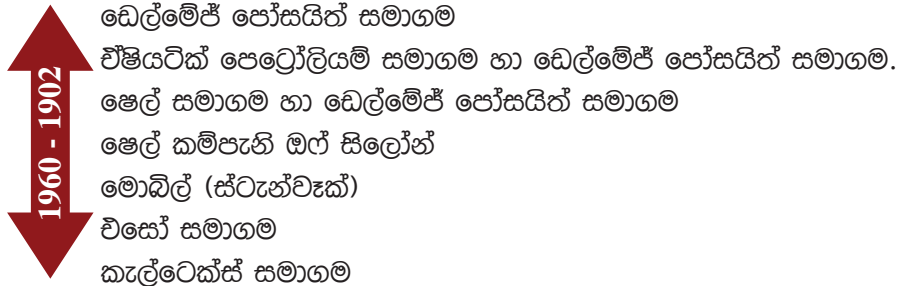 ඩෙල්මේජ් පෝසයිත් සමාගම
ඒෂියටික් පෙට්‍රෝලියම් සමාගම හා ඩෙල්මේජ් පෝසයිත් සමාගම.
ෂෙල් සමාගම හා ඩෙල්මේජ් පෝසයිත් සමාගම
ෂෙල් කම්පැනි ඔෆ් සිලෝන්
මොබිල් (ස්ටැන්වෑක්)
එසෝ සමාගම
කැල්ටෙක්ස් සමාගම
1960 - 1902